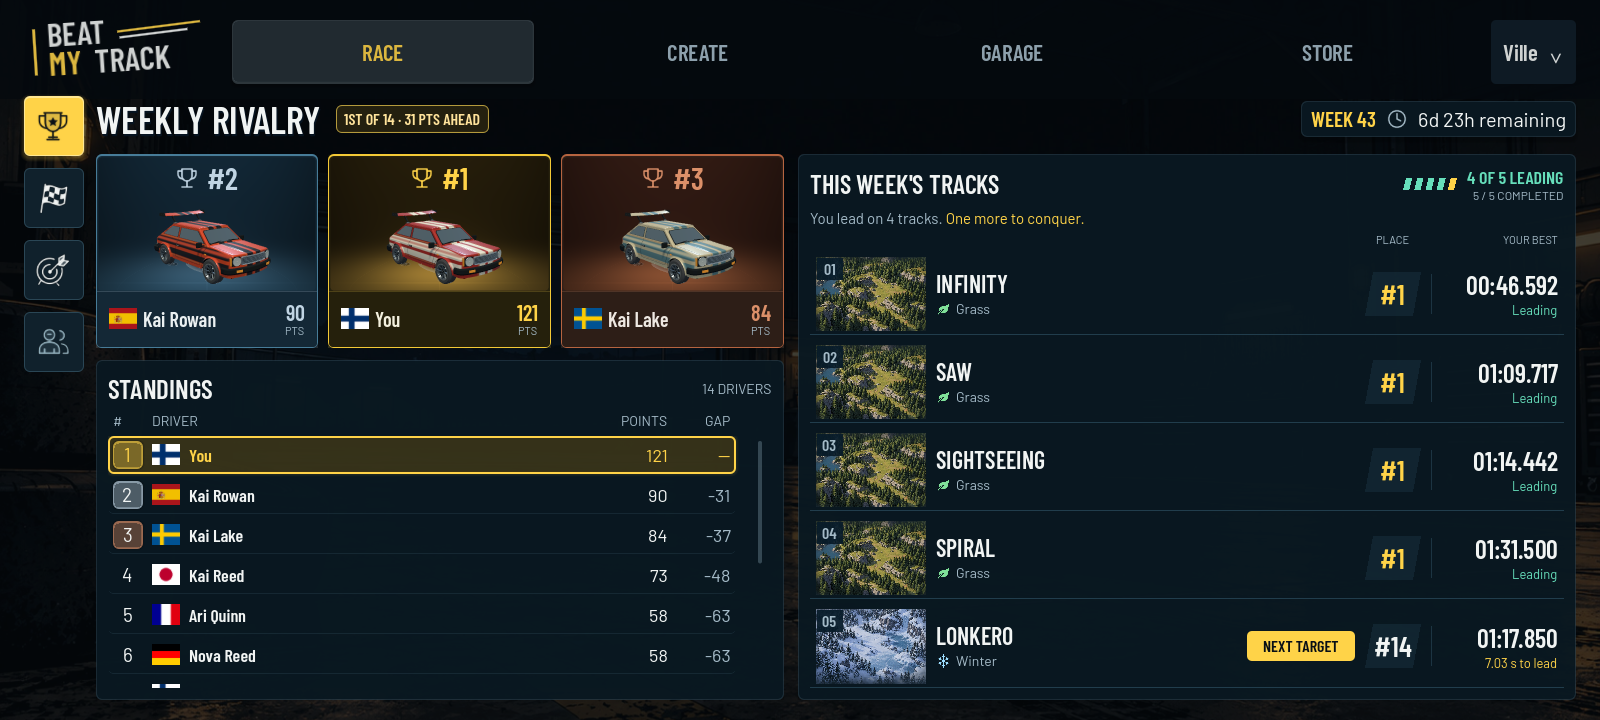 BEAT
MY TRACK
RACE
CREATE
GARAGE
STORE
Ville
WEEKLY RIVALRY
1ST OF 14 · 31 PTS AHEAD
WEEK 43
6d 23h remaining
#2
Kai Rowan
90
PTS
#1
You
121
PTS
#3
Kai Lake
84
PTS
STANDINGS
14 DRIVERS
# DRIVER POINTS GAP
1 You 121 —
2 Kai Rowan 90 -31
3 Kai Lake 84 -37
4 Kai Reed 73 -48
5 Ari Quinn 58 -63
6 Nova Reed 58 -63
THIS WEEK'S TRACKS
4 OF 5 LEADING
5 / 5 COMPLETED
You lead on 4 tracks. One more to conquer.
PLACE YOUR BEST
01 INFINITY #1 00:46.592
Grass Leading
02 SAW #1 01:09.717
Grass Leading
03 SIGHTSEEING #1 01:14.442
Grass Leading
04 SPIRAL #1 01:31.500
Grass Leading
05 LONKERO NEXT TARGET #14 01:17.850
Winter 7.03 s to lead